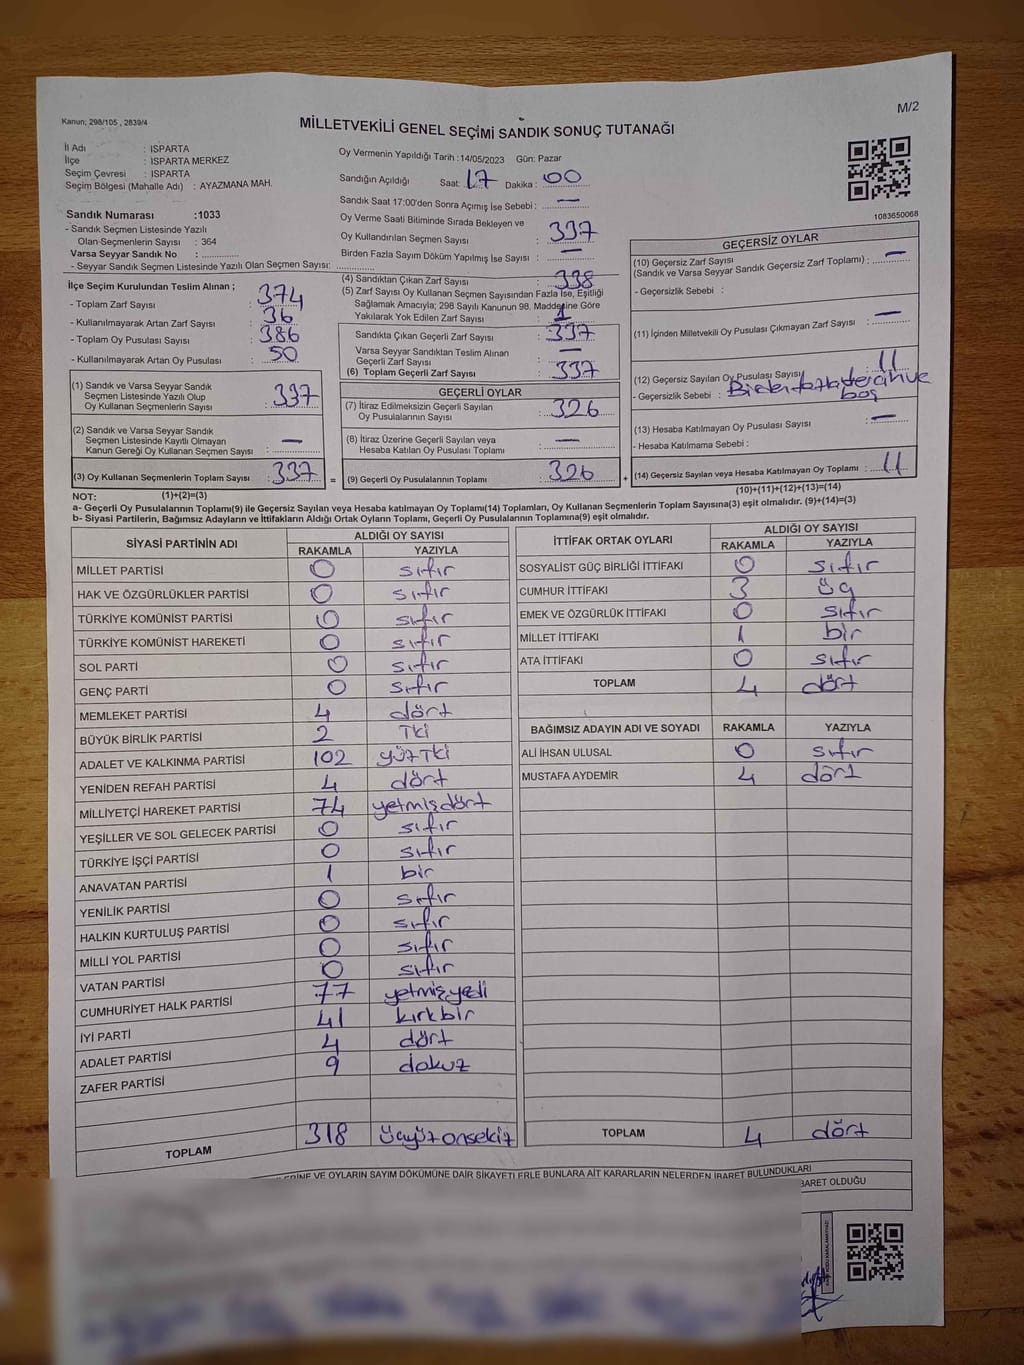 M/2
Kanun; 298/105 , 2839/4
MİLLETVEKİLİ GENEL SEÇİMİ SANDIK SONUÇ TUTANAĞI
İl Adı : ISPARTA
İlçe : ISPARTA MERKEZ
Seçim Çevresi : ISPARTA
Seçim Bölgesi (Mahalle Adı) : AYAZMANA MAH.
Sandık Numarası :1033
- Sandık Seçmen Listesinde Yazılı
Olan Seçmenlerin Sayısı : 364
Varsa Seyyar Sandık No :
- Seyyar Sandık Seçmen Listesinde Yazılı Olan Seçmen Sayısı:
Oy Vermenin Yapıldığı Tarih :14/05/2023 Gün: Pazar
Sandığın Açıldığı Saat: 17 Dakika : 00
Sandık Saat 17:00'den Sonra Açımış İse Sebebi : —
Oy Verme Saati Bitiminde Sırada Bekleyen ve
Oy Kullandırılan Seçmen Sayısı : 337
Birden Fazla Sayım Döküm Yapılmış İse Sayısı : —
1083650068
İlçe Seçim Kurulundan Teslim Alınan ;
- Toplam Zarf Sayısı : 374
- Kullanılmayarak Artan Zarf Sayısı : 36
- Toplam Oy Pusulası Sayısı : 386
- Kullanılmayarak Artan Oy Pusulası : 50
(1) Sandık ve Varsa Seyyar Sandık
Seçmen Listesinde Yazılı Olup
Oy Kullanan Seçmenlerin Sayısı : 337
(2) Sandık ve Varsa Seyyar Sandık
Seçmen Listesinde Kayıtlı Olmayan
Kanun Gereği Oy Kullanan Seçmen Sayısı : —
(3) Oy Kullanan Seçmenlerin Toplam Sayısı : 337 =
(4) Sandıktan Çıkan Zarf Sayısı : 338
(5) Zarf Sayısı Oy Kullanan Seçmen Sayısından Fazla İse, Eşitliği
Sağlamak Amacıyla; 298 Sayılı Kanunun 98. Maddesine Göre
Yakılarak Yok Edilen Zarf Sayısı : 1
Sandıkta Çıkan Geçerli Zarf Sayısı : 337
Varsa Seyyar Sandıktan Teslim Alınan
Geçerli Zarf Sayısı : —
(6) Toplam Geçerli Zarf Sayısı : 337
GEÇERLİ OYLAR
(7) İtiraz Edilmeksizin Geçerli Sayılan
Oy Pusulalarının Sayısı : 326
(8) İtiraz Üzerine Geçerli Sayılan veya
Hesaba Katılan Oy Pusulası Toplamı : —
(9) Geçerli Oy Pusulalarının Toplamı : 326 +
GEÇERSİZ OYLAR
(10) Geçersiz Zarf Sayısı
(Sandık ve Varsa Seyyar Sandık Geçersiz Zarf Toplamı) : —
- Geçersizlik Sebebi :
(11) İçinden Milletvekili Oy Pusulası Çıkmayan Zarf Sayısı : —
(12) Geçersiz Sayılan Oy Pusulası Sayısı : 11
- Geçersizlik Sebebi : Birden fazla tercih ve
boş
(13) Hesaba Katılmayan Oy Pusulası Sayısı : —
- Hesaba Katılmama Sebebi :
(14) Geçersiz Sayılan veya Hesaba Katılmayan Oy Toplamı : 11
NOT: (1)+(2)=(3) (10)+(11)+(12)+(13)=(14)
a- Geçerli Oy Pusulalarının Toplamı(9) ile Geçersiz Sayılan veya Hesaba katılmayan Oy Toplamı(14) Toplamları, Oy Kullanan Seçmenlerin Toplam Sayısına(3) eşit olmalıdır. (9)+(14)=(3)
b- Siyasi Partilerin, Bağımsız Adayların ve İttifakların Aldığı Ortak Oyların Toplamı, Geçerli Oy Pusulalarının Toplamına(9) eşit olmalıdır.
SİYASİ PARTİNİN ADI ALDIĞI OY SAYISI
RAKAMLA YAZIYLA
MİLLET PARTİSİ 0 sıfır
HAK VE ÖZGÜRLÜKLER PARTİSİ 0 sıfır
TÜRKİYE KOMÜNİST PARTİSİ 0 sıfır
TÜRKİYE KOMÜNİST HAREKETİ 0 sıfır
SOL PARTİ 0 sıfır
GENÇ PARTİ 0 sıfır
MEMLEKET PARTİSİ 4 dört
BÜYÜK BİRLİK PARTİSİ 2 İki
ADALET VE KALKINMA PARTİSİ 102 yüz İki
YENİDEN REFAH PARTİSİ 4 dört
MİLLİYETÇİ HAREKET PARTİSİ 74 yetmişdört
YEŞİLLER VE SOL GELECEK PARTİSİ 0 sıfır
TÜRKİYE İŞÇİ PARTİSİ 0 sıfır
ANAVATAN PARTİSİ 1 bir
YENİLİK PARTİSİ 0 sıfır
HALKIN KURTULUŞ PARTİSİ 0 sıfır
MİLLİ YOL PARTİSİ 0 sıfır
VATAN PARTİSİ 0 sıfır
CUMHURİYET HALK PARTİSİ 77 yetmişyedi
İYİ PARTİ 41 kırkbir
ADALET PARTİSİ 4 dört
ZAFER PARTİSİ 9 dokuz
TOPLAM 318 üçyüz onsekiz
İTTİFAK ORTAK OYLARI ALDIĞI OY SAYISI
RAKAMLA YAZIYLA
SOSYALİST GÜÇ BİRLİĞİ İTTİFAKI 0 sıfır
CUMHUR İTTİFAKI 3 üç
EMEK VE ÖZGÜRLÜK İTTİFAKI 0 sıfır
MİLLET İTTİFAKI 1 bir
ATA İTTİFAKI 0 sıfır
TOPLAM 4 dört
BAĞIMSIZ ADAYIN ADI VE SOYADI RAKAMLA YAZIYLA
ALİ İHSAN ULUSAL 0 sıfır
MUSTAFA AYDEMİR 4 dört
TOPLAM 4 dört
VE OYLARIN SAYIM DÖKÜMÜNE DAİR ŞİKAYETLERLE BUNLARA AİT KARARLARIN NELERDEN İBARET BULUNDUKLARI
BARET OLDUĞU